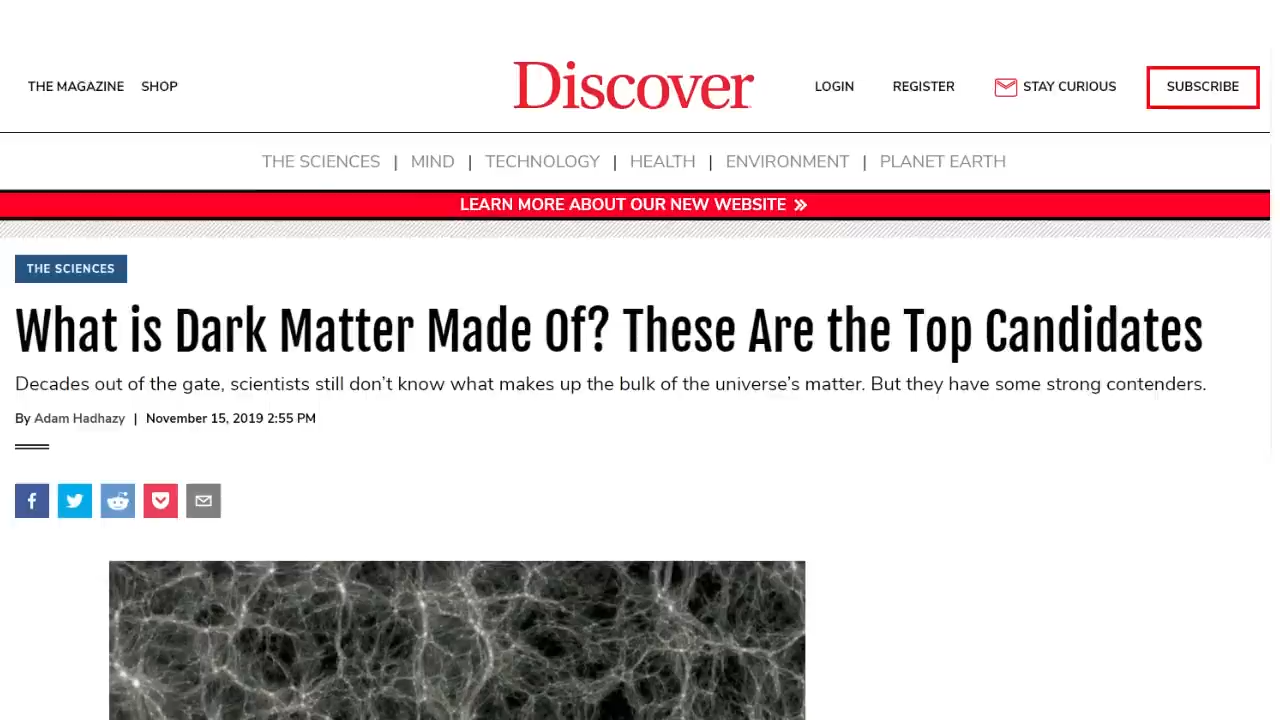 THE MAGAZINE SHOP Discover LOGIN REGISTER STAY CURIOUS SUBSCRIBE
THE SCIENCES | MIND | TECHNOLOGY | HEALTH | ENVIRONMENT | PLANET EARTH
LEARN MORE ABOUT OUR NEW WEBSITE »
THE SCIENCES
What is Dark Matter Made Of? These Are the Top Candidates
Decades out of the gate, scientists still don’t know what makes up the bulk of the universe’s matter. But they have some strong contenders.
By Adam Hadhazy | November 15, 2019 2:55 PM